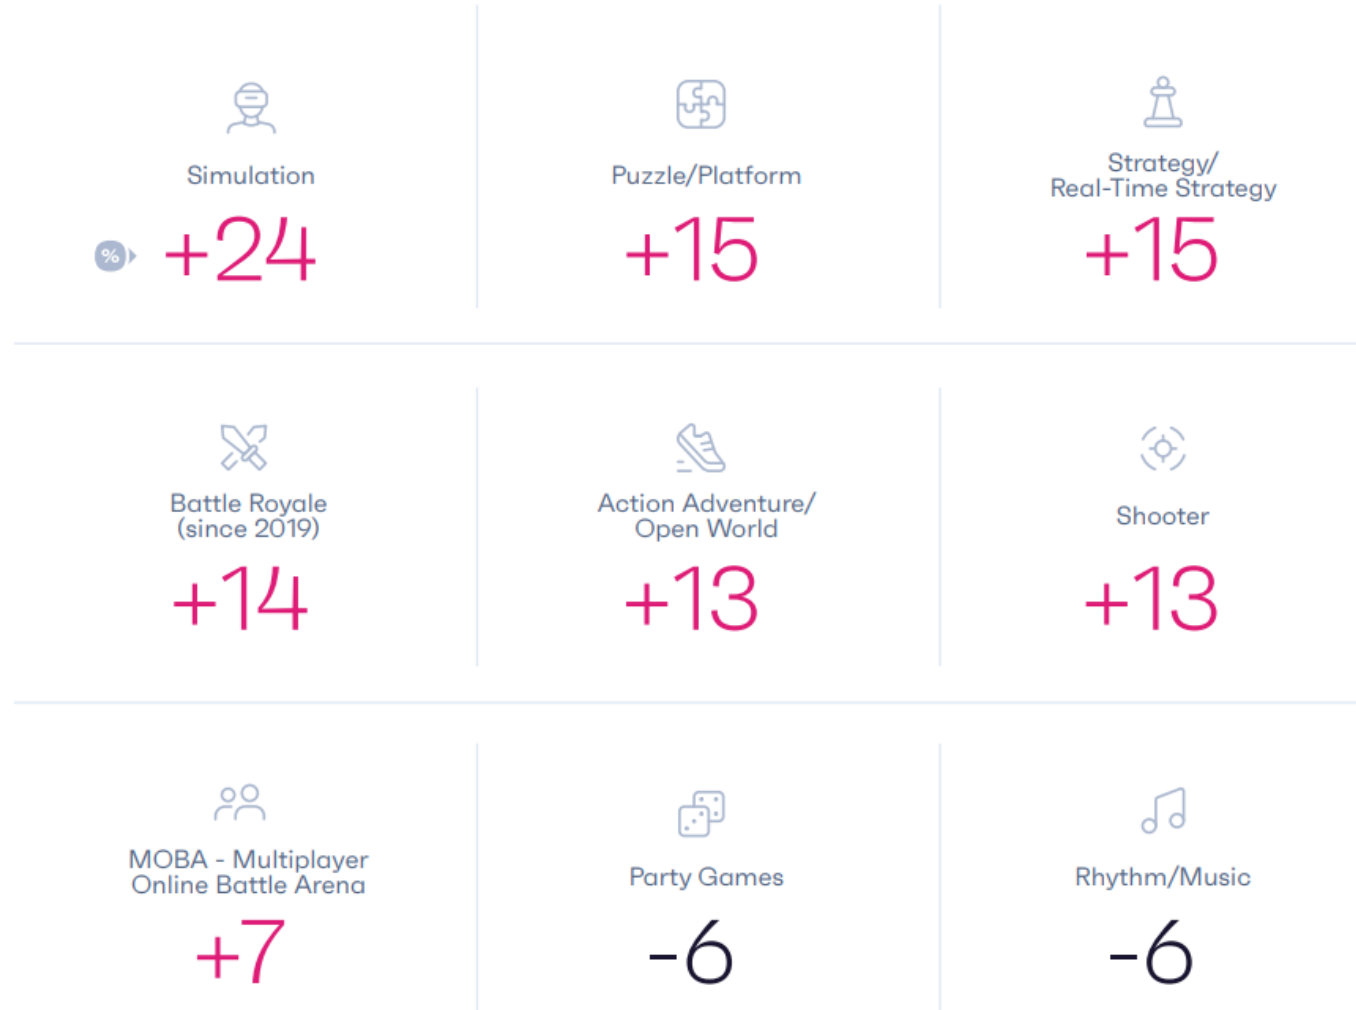 Simulation
% +24
Puzzle/Platform
+15
Strategy/
Real-Time Strategy
+15
Battle Royale
(since 2019)
+14
Action Adventure/
Open World
+13
Shooter
+13
MOBA - Multiplayer
Online Battle Arena
+7
Party Games
-6
Rhythm/Music
-6